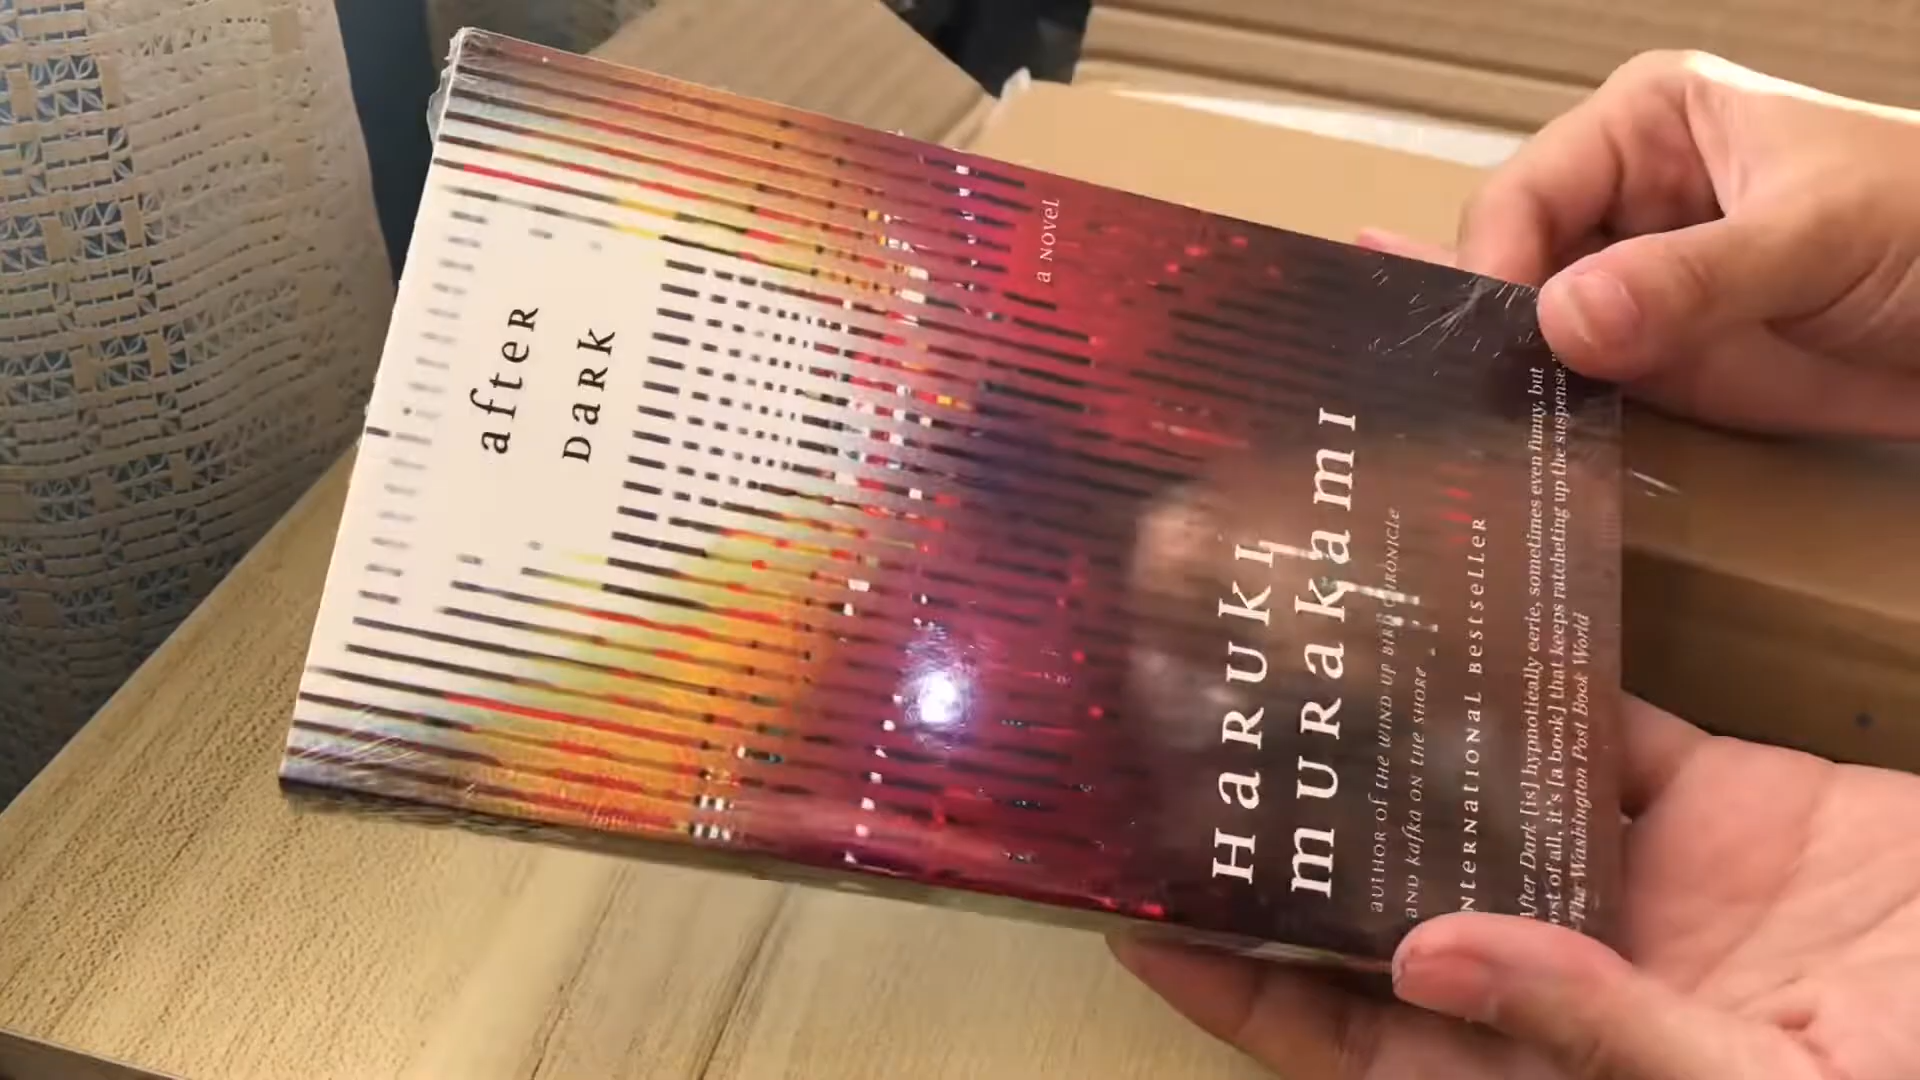 after
Dark
a Novel
Haruki
murakami
author of the WIND UP BIRD CHRONICLE
AND kafka ON the SHORE
INterNatIONal BestseLLer
After Dark [is] hypnotically eerie, sometimes even funny, but
most of all, it's [a book] that keeps ratcheting up the suspense.
The Washington Post Book World